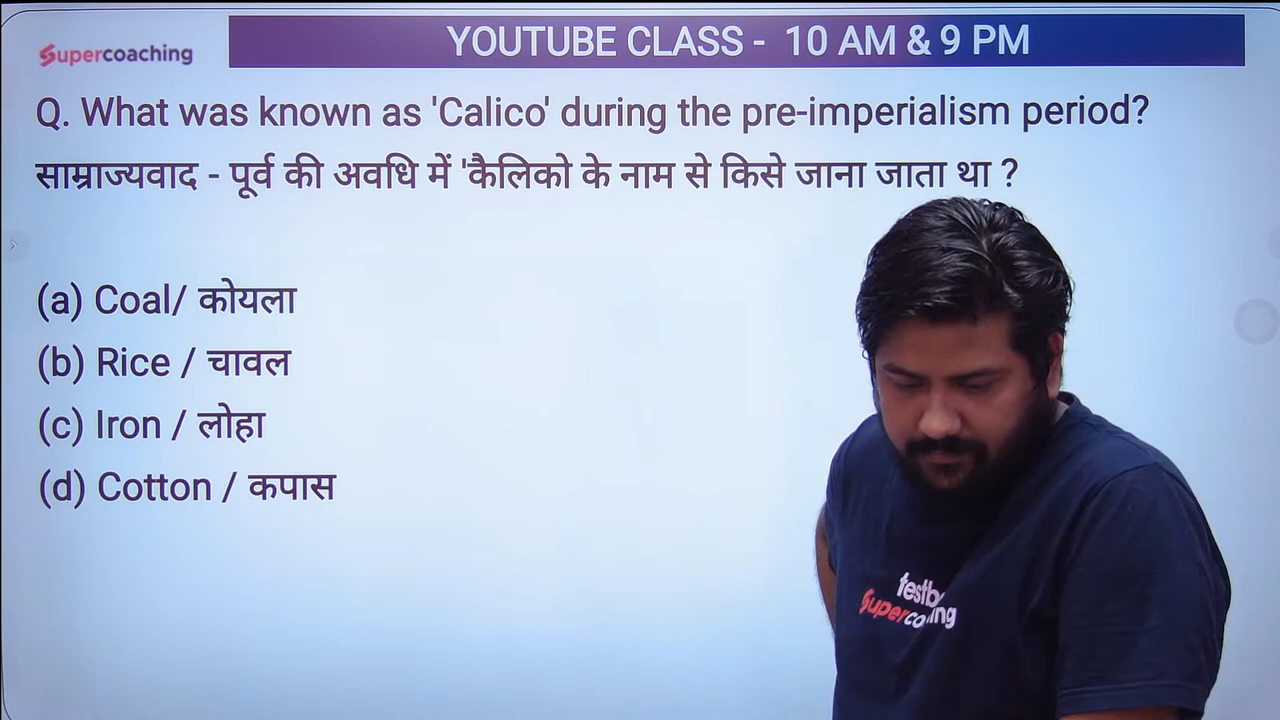 Supercoaching
YOUTUBE CLASS - 10 AM & 9 PM
Q. What was known as 'Calico' during the pre-imperialism period?
साम्राज्यवाद - पूर्व की अवधि में 'कैलिको के नाम से किसे जाना जाता था ?
(a) Coal/ कोयला
(b) Rice / चावल
(c) Iron / लोहा
(d) Cotton / कपास
testb
Supercoaching